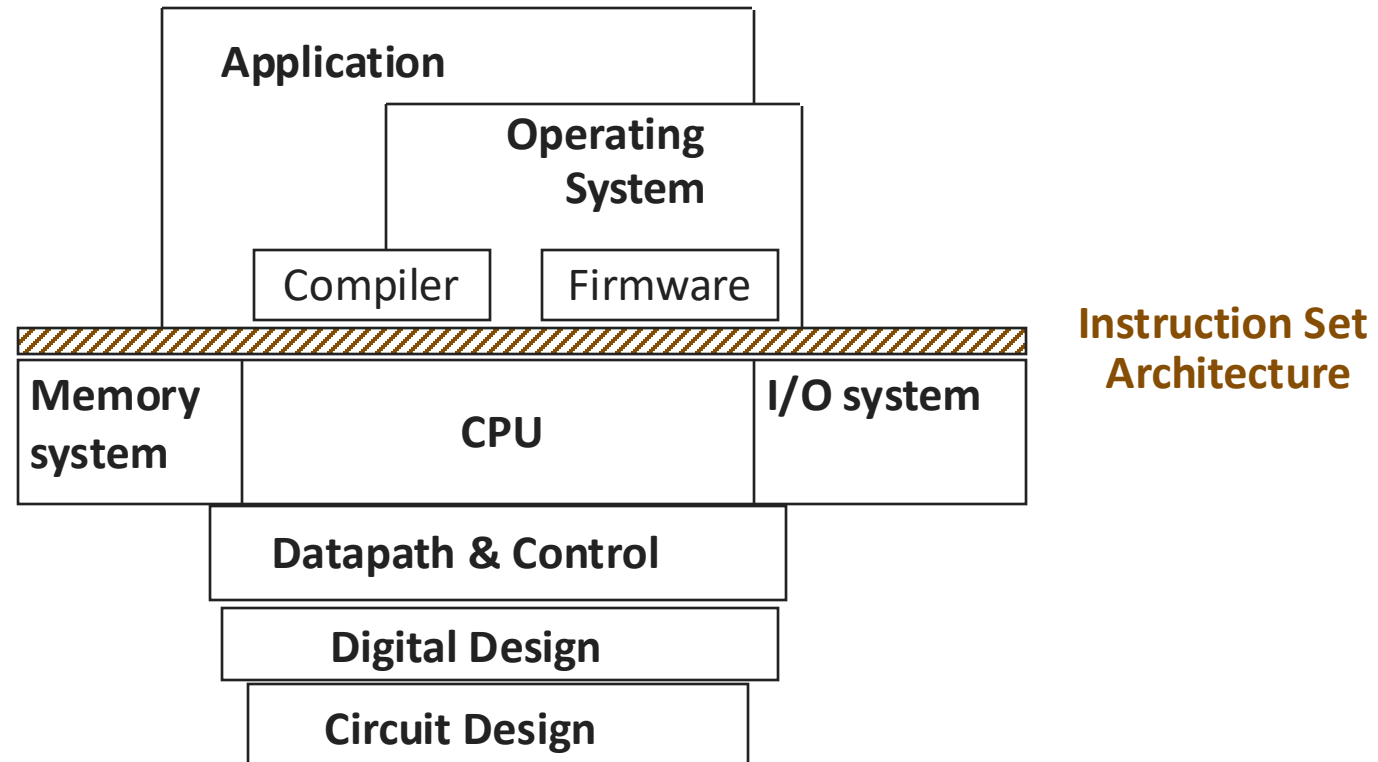 Application
Operating
System
Compiler
Firmware
Instruction Set
Architecture
Memory
system
CPU
I/O system
Datapath & Control
Digital Design
Circuit Design